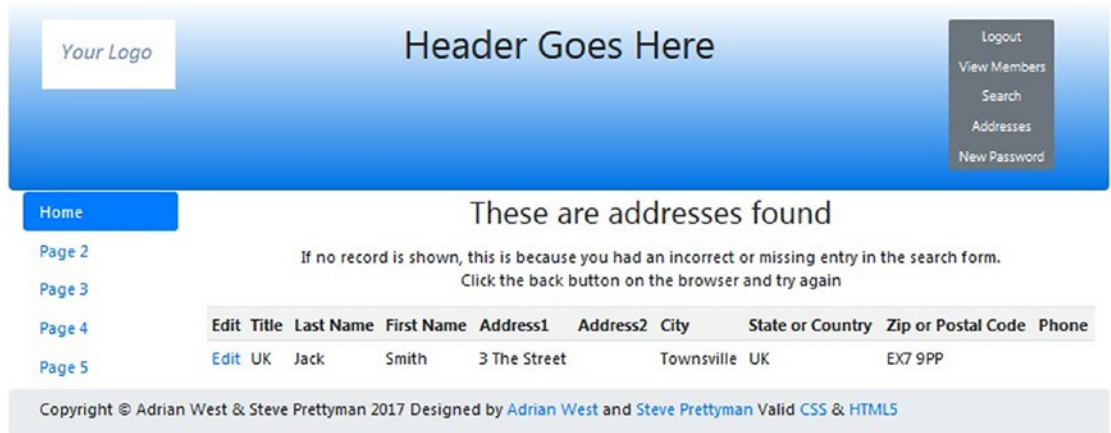 Your Logo
Header Goes Here
Logout
View Members
Search
Addresses
New Password
Home
Page 2
Page 3
Page 4
Page 5
These are addresses found
If no record is shown, this is because you had an incorrect or missing entry in the search form.
Click the back button on the browser and try again
Edit Title Last Name First Name Address1 Address2 City State or Country Zip or Postal Code Phone
Edit UK Jack Smith 3 The Street Townsville UK EX7 9PP
Copyright © Adrian West & Steve Prettyman 2017 Designed by Adrian West and Steve Prettyman Valid CSS & HTML5